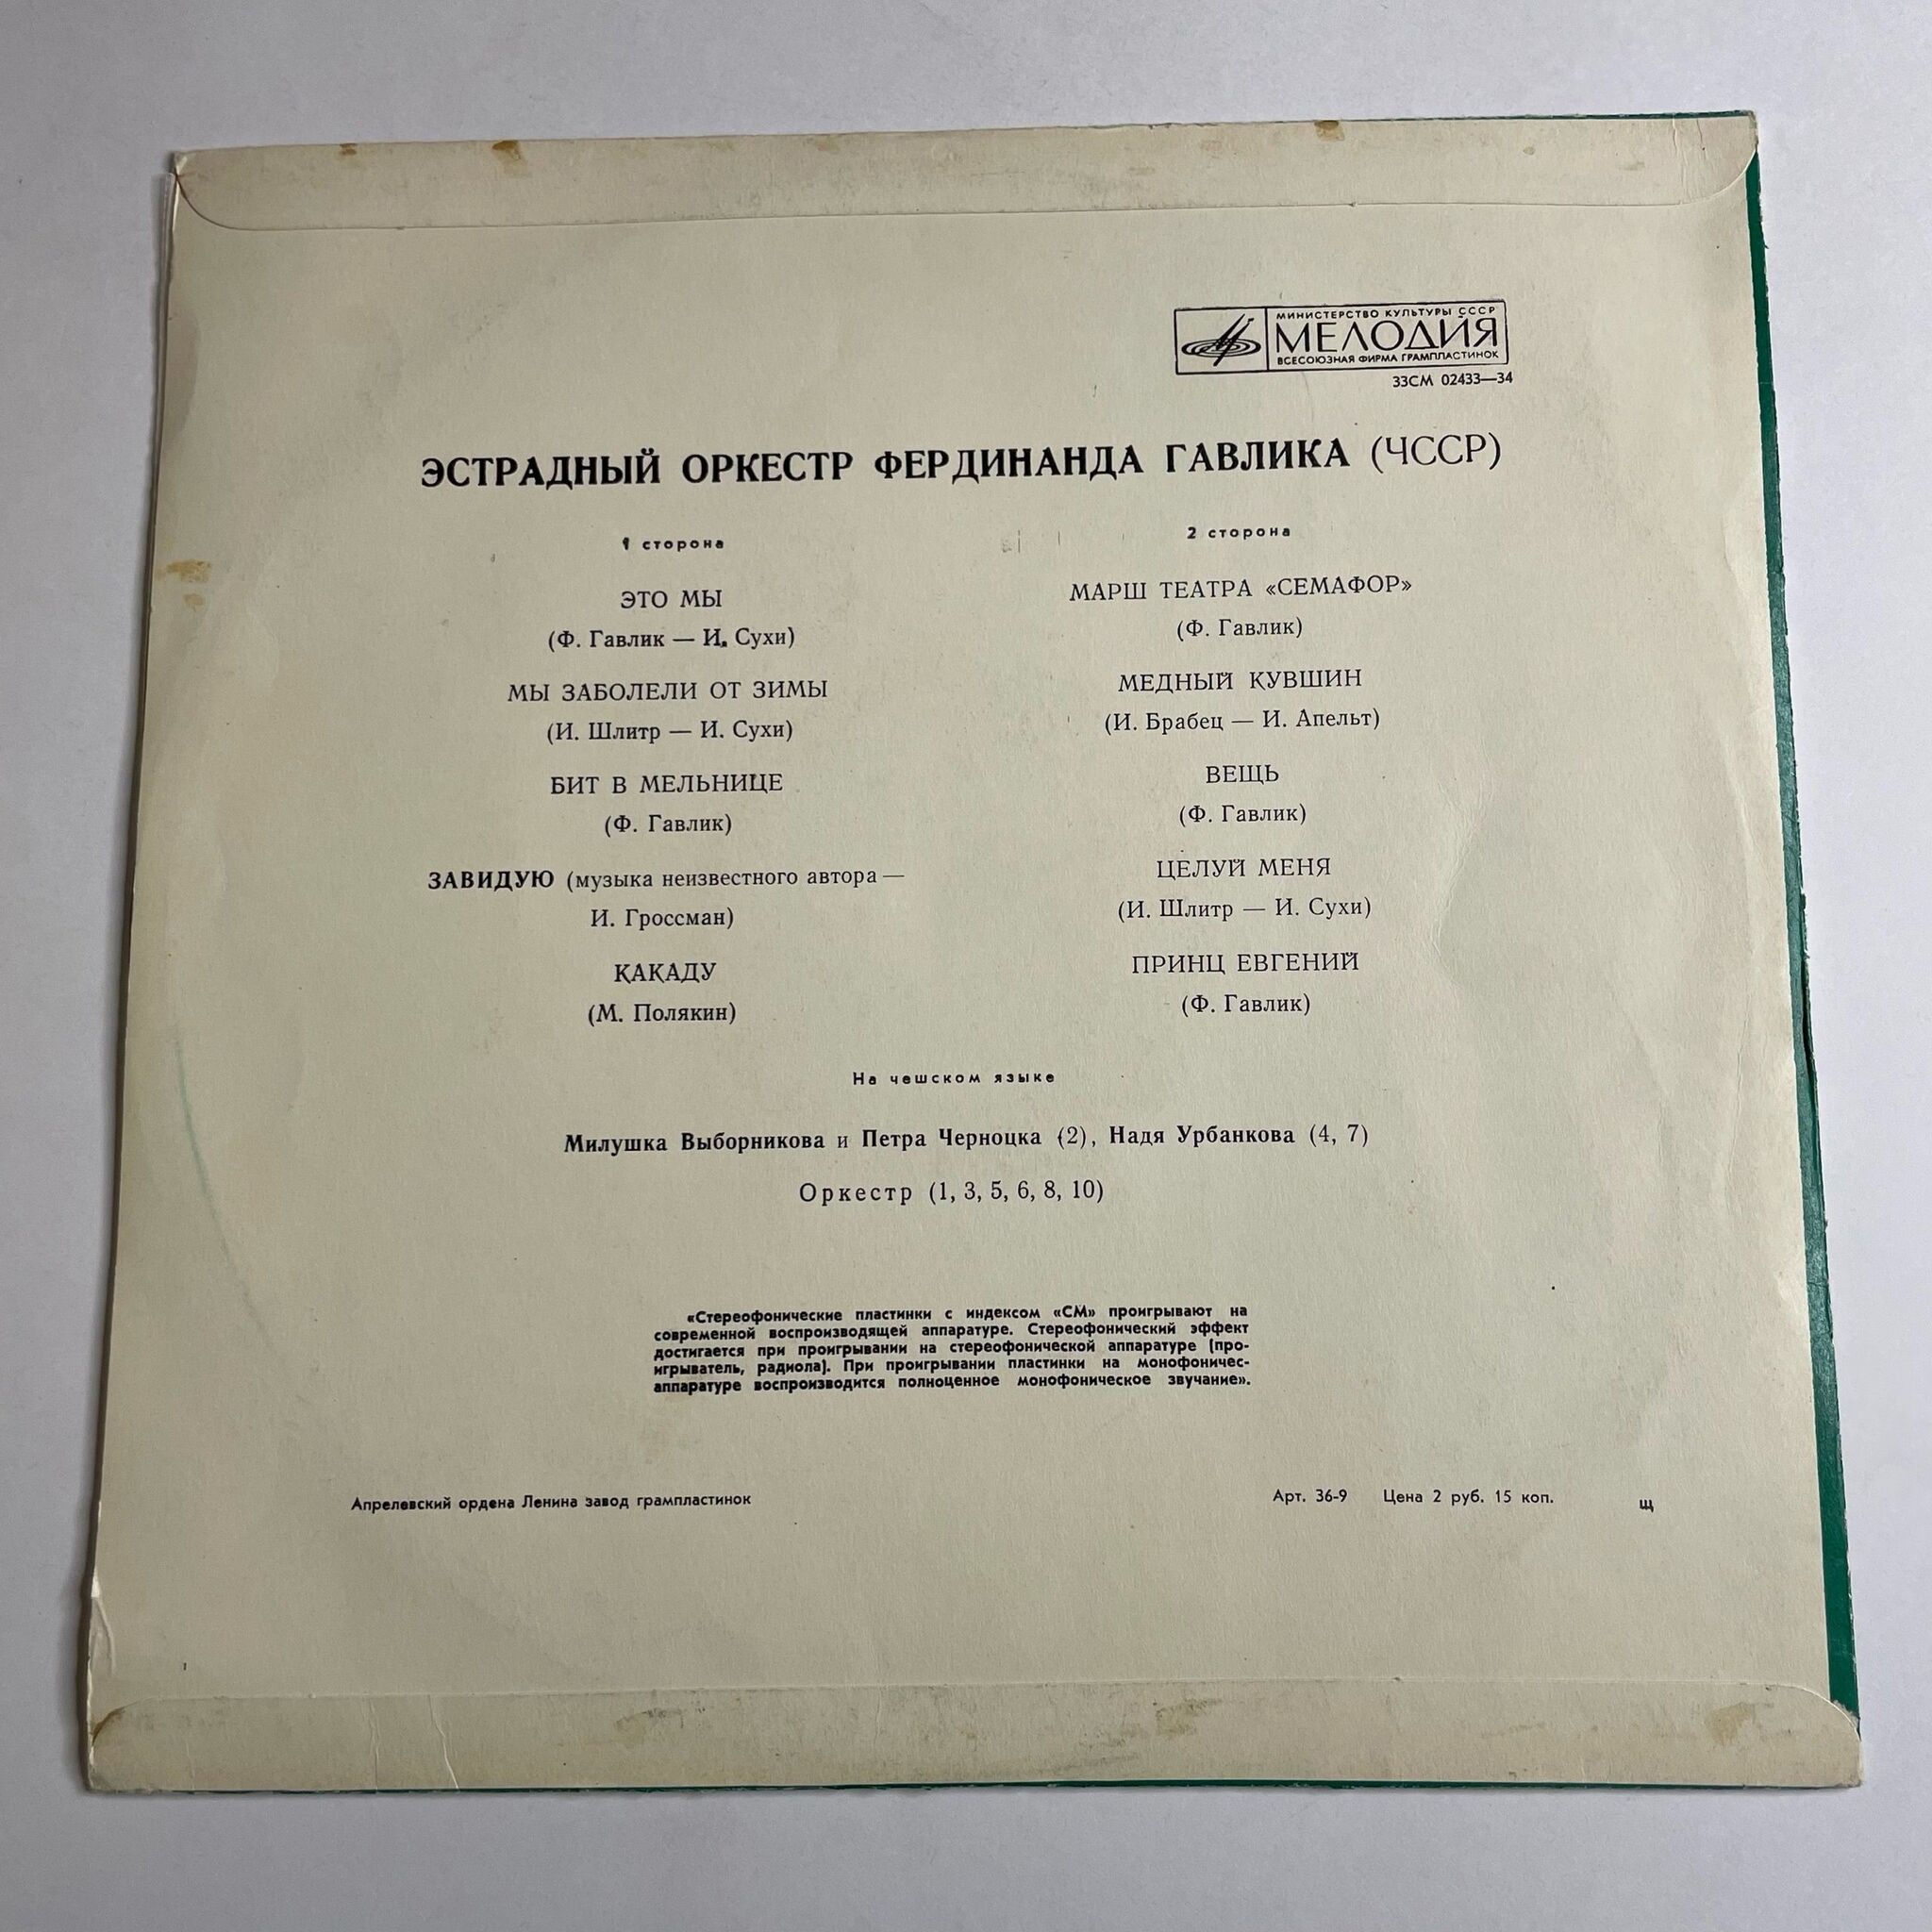 МИНИСТЕРСТВО КУЛЬТУРЫ СССР
МЕЛОДИЯ
ВСЕСОЮЗНАЯ ФИРМА ГРАМПЛАСТИНОК
33СМ 02433—34
ЭСТРАДНЫЙ ОРКЕСТР ФЕРДИНАНДА ГАВЛИКА (ЧССР)
1 сторона
ЭТО МЫ
(Ф. Гавлик — И. Сухи)
МЫ ЗАБОЛЕЛИ ОТ ЗИМЫ
(И. Шлитр — И. Сухи)
БИТ В МЕЛЬНИЦЕ
(Ф. Гавлик)
ЗАВИДУЮ (музыка неизвестного автора —
И. Гроссман)
КАКАДУ
(М. Полякин)
2 сторона
МАРШ ТЕАТРА «СЕМАФОР»
(Ф. Гавлик)
МЕДНЫЙ КУВШИН
(И. Брабец — И. Апельт)
ВЕЩЬ
(Ф. Гавлик)
ЦЕЛУЙ МЕНЯ
(И. Шлитр — И. Сухи)
ПРИНЦ ЕВГЕНИЙ
(Ф. Гавлик)
На чешском языке
Милушка Выборникова и Петра Черноцка (2), Надя Урбанкова (4, 7)
Оркестр (1, 3, 5, 6, 8, 10)
«Стереофонические пластинки с индексом «СМ» проигрывают на
современной воспроизводящей аппаратуре. Стереофонический эффект
достигается при проигрывании на стереофонической аппаратуре (про-
игрыватель, радиола). При проигрывании пластинки на монофоничес-
аппаратуре воспроизводится полноценное монофоническое звучание».
Апрелевский ордена Ленина завод грампластинок
Арт. 36-9 Цена 2 руб. 15 коп.
Щ